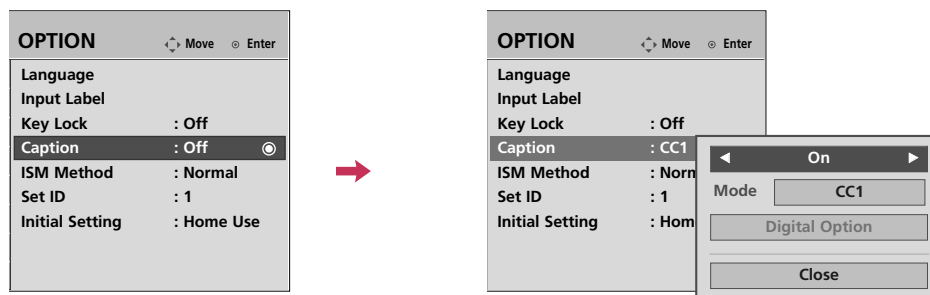 OPTION Move Enter
Language
Input Label
Key Lock : Off
Caption : Off
ISM Method : Normal
Set ID : 1
Initial Setting : Home Use
OPTION Move Enter
Language
Input Label
Key Lock : Off
Caption : CC1
ISM Method : Norm
Set ID : 1
Initial Setting : Hom
On
Mode CC1
Digital Option
Close